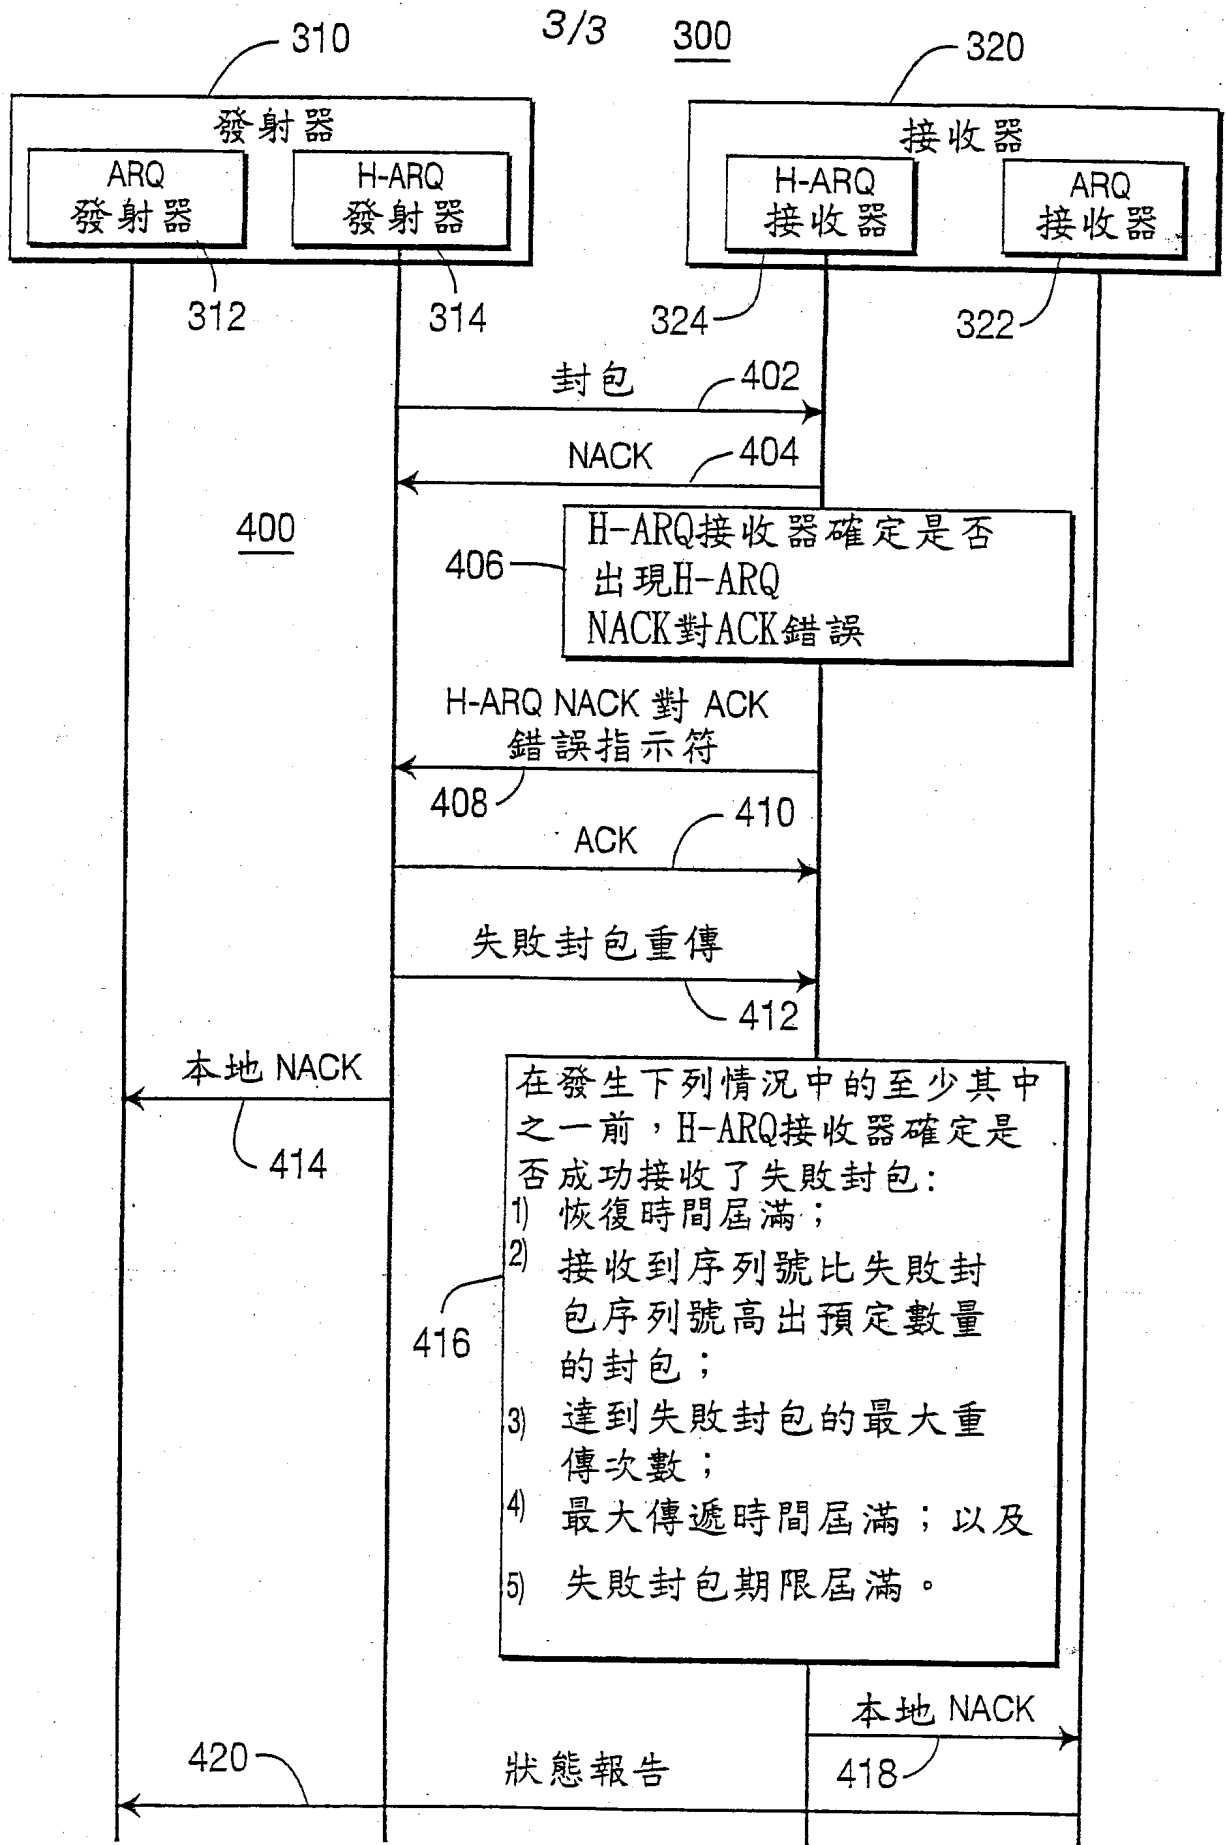 3/3
300
310
320
發射器
接收器
ARQ
發射器
H-ARQ
發射器
H-ARQ
接收器
ARQ
接收器
312
314
324
322
封包
402
NACK
404
400
406
H-ARQ接收器確定是否
出現H-ARQ
NACK對ACK錯誤
H-ARQ NACK 對 ACK
錯誤指示符
408
ACK
410
失敗封包重傳
412
本地 NACK
414
在發生下列情況中的至少其中
之一前，H-ARQ接收器確定是
否成功接收了失敗封包:
1) 恢復時間屆滿；
2) 接收到序列號比失敗封
包序列號高出預定數量
的封包；
3) 達到失敗封包的最大重
傳次數；
4) 最大傳遞時間屆滿；以及
5) 失敗封包期限屆滿。
416
本地 NACK
418
狀態報告
420